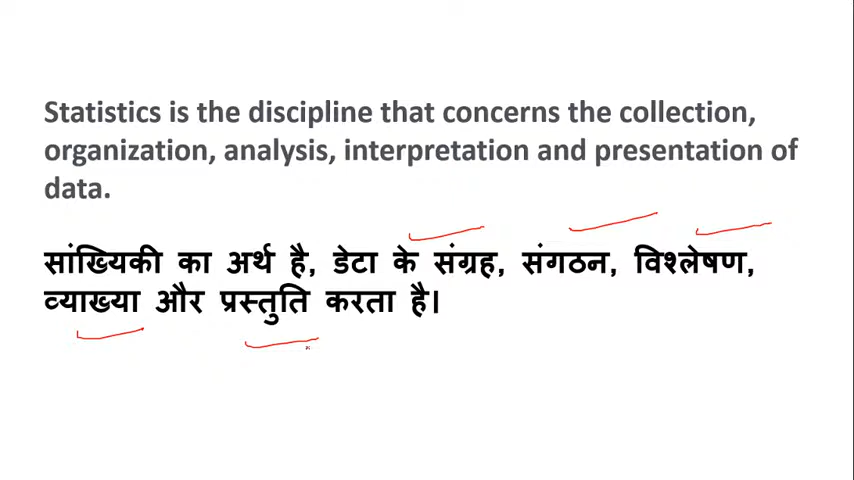 Statistics is the discipline that concerns the collection,
organization, analysis, interpretation and presentation of
data.
सांख्यिकी का अर्थ है, डेटा के संग्रह, संगठन, विश्लेषण,
व्याख्या और प्रस्तुति करता है।